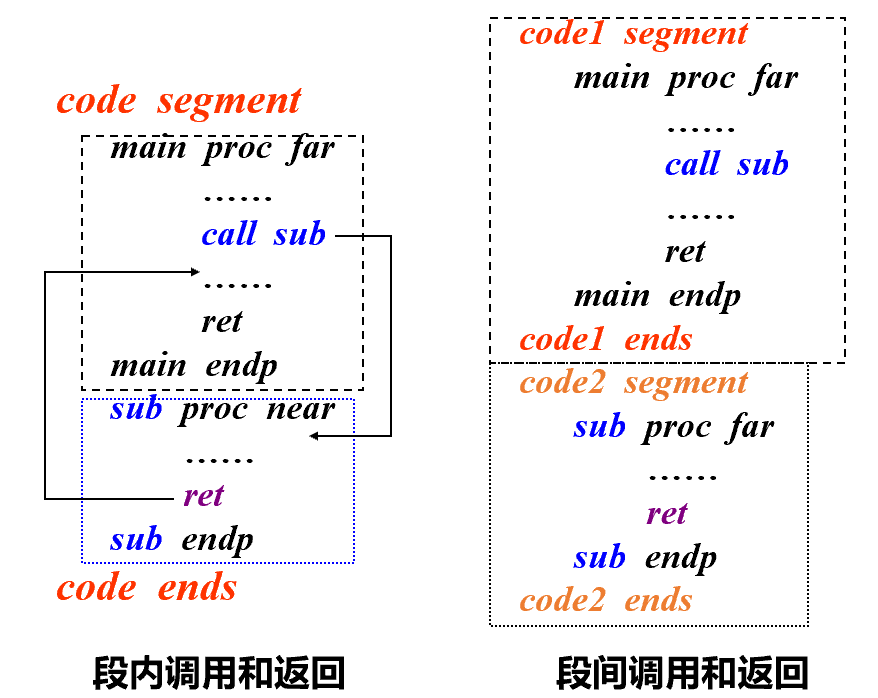 code segment
main proc far
……
call sub
……
ret
main endp
sub proc near
……
ret
sub endp
code ends
段内调用和返回
code1 segment
main proc far
……
call sub
……
ret
main endp
code1 ends
code2 segment
sub proc far
……
ret
sub endp
code2 ends
段间调用和返回